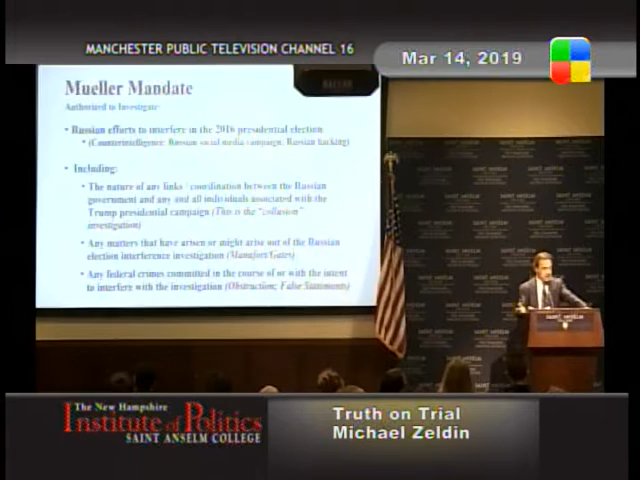 MANCHESTER PUBLIC TELEVISION CHANNEL 16
Mar 14, 2019
Mueller Mandate
Authorized to Investigate:
• Russian efforts to interfere in the 2016 presidential election
• (Counterintelligence: Russian social media campaign; Russian hacking)
• Including:
• The nature of any links / coordination between the Russian
government and any and all individuals associated with the
Trump presidential campaign (This is the "collusion"
investigation)
• Any matters that have arisen or might arise out of the Russian
election interference investigation (Manafort/Gates)
• Any federal crimes committed in the course of or with the intent
to interfere with the investigation (Obstruction; False Statements)
SAINT ANSELM
The New Hampshire
Institute of Politics
SAINT ANSELM COLLEGE
Truth on Trial
Michael Zeldin